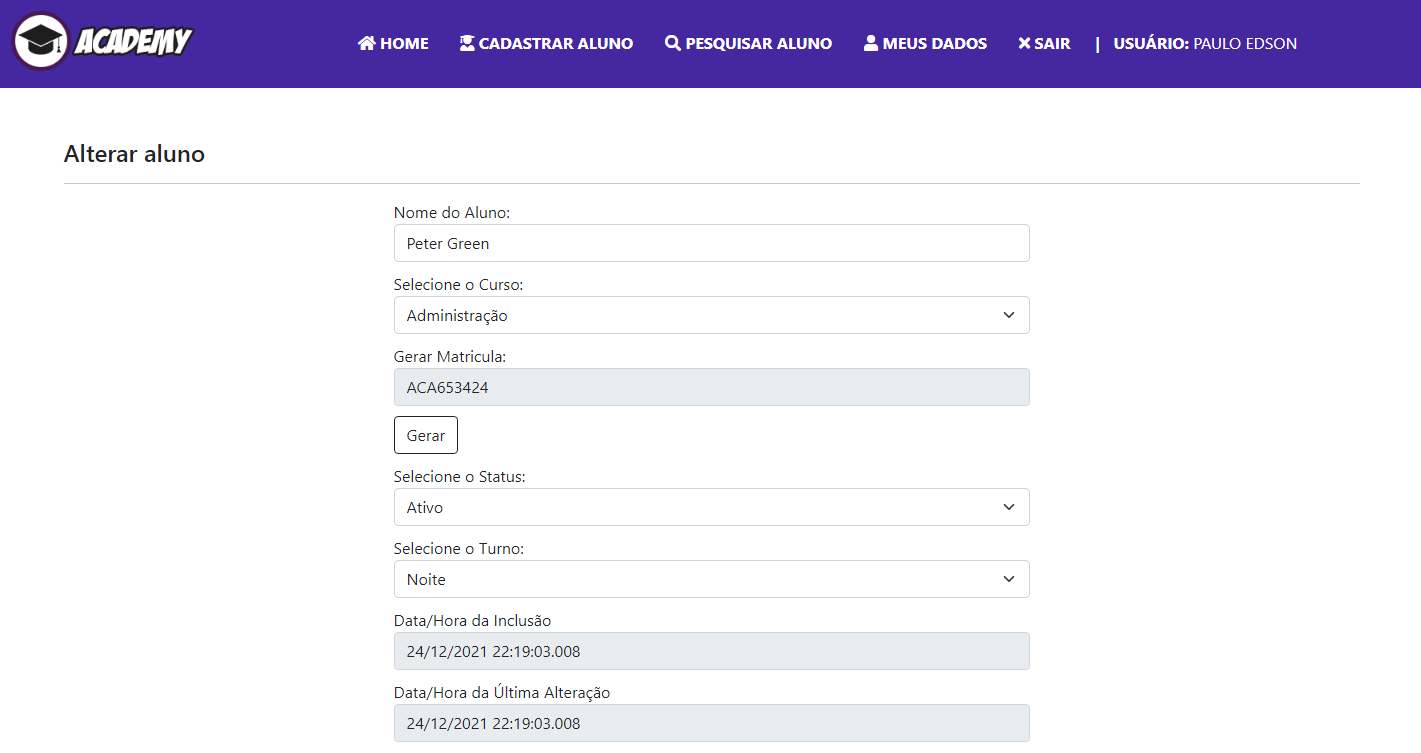 ACADEMY
HOME CADASTRAR ALUNO PESQUISAR ALUNO MEUS DADOS SAIR | USUÁRIO: PAULO EDSON
Alterar aluno
Nome do Aluno:
Peter Green
Selecione o Curso:
Administração
Gerar Matricula:
ACA653424
Gerar
Selecione o Status:
Ativo
Selecione o Turno:
Noite
Data/Hora da Inclusão
24/12/2021 22:19:03.008
Data/Hora da Última Alteração
24/12/2021 22:19:03.008